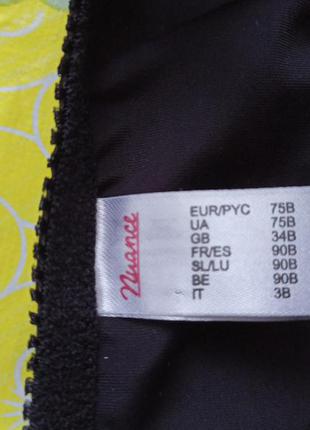 Nuance
EUR/PYC 75B
UA 75B
GB 34B
FR/ES 90B
SL/LU 90B
BE 90B
IT 3B